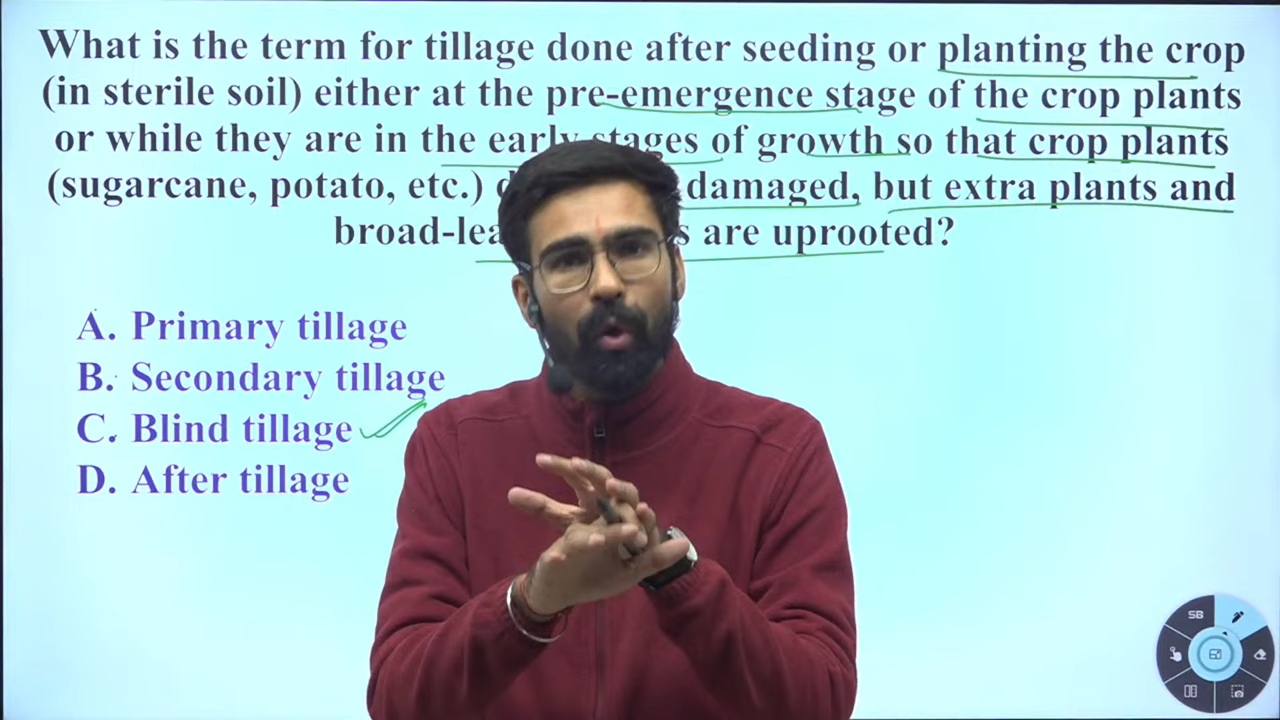 What is the term for tillage done after seeding or planting the crop
(in sterile soil) either at the pre-emergence stage of the crop plants
or while they are in the early stages of growth so that crop plants
(sugarcane, potato, etc.) damaged, but extra plants and
are uprooted?
A. Primary tillage
B. Secondary tillage
C. Blind tillage
D. After tillage
SB